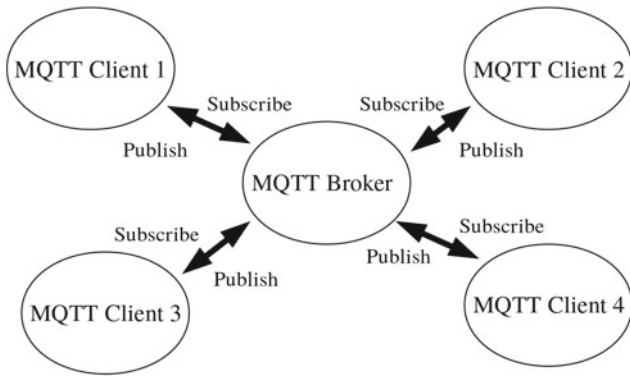 MQTT Client 1
MQTT Client 2
Subscribe
Subscribe
Publish
Publish
MQTT Broker
Subscribe
Publish
Subscribe
Publish
MQTT Client 3
MQTT Client 4